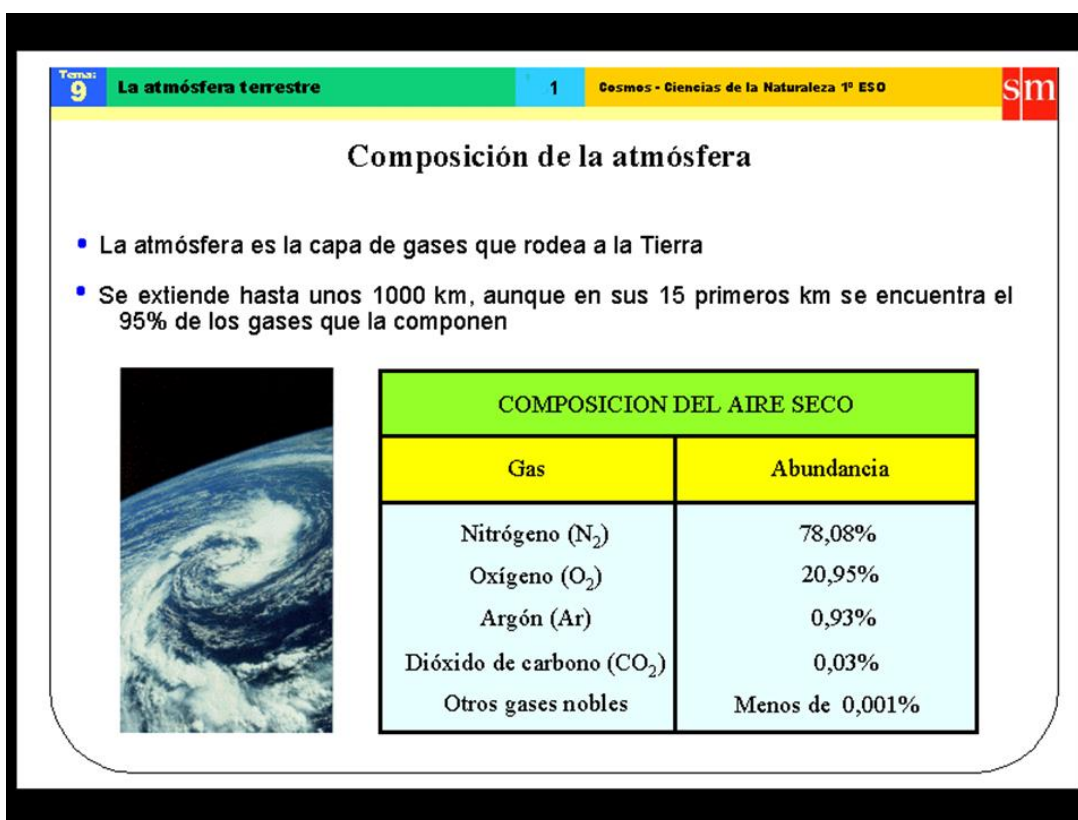 Tema:
9
La atmósfera terrestre
1
Cosmos - Ciencias de la Naturaleza 1º ESO
sm
Composición de la atmósfera
• La atmósfera es la capa de gases que rodea a la Tierra
• Se extiende hasta unos 1000 km, aunque en sus 15 primeros km se encuentra el
95% de los gases que la componen
COMPOSICION DEL AIRE SECO
Gas Abundancia
Nitrógeno (N₂) 78,08%
Oxígeno (O₂) 20,95%
Argón (Ar) 0,93%
Dióxido de carbono (CO₂) 0,03%
Otros gases nobles Menos de 0,001%